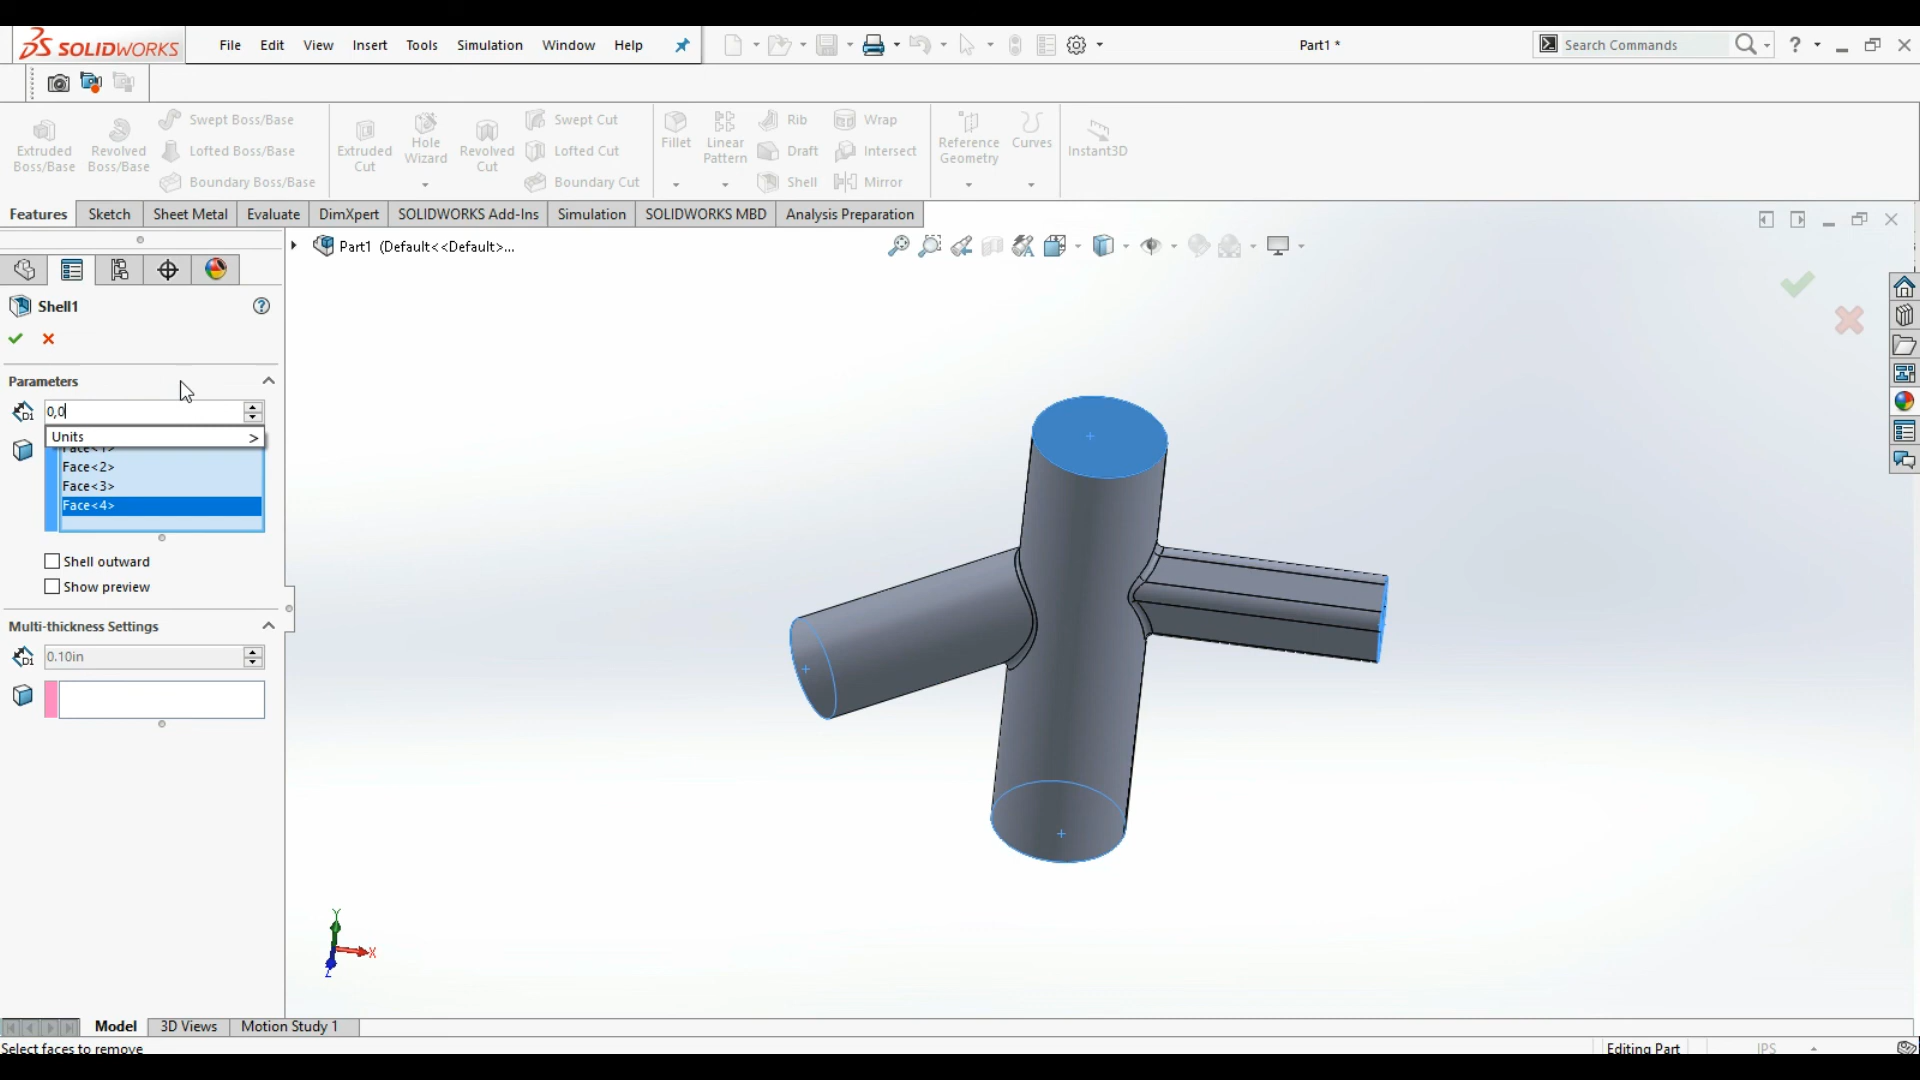 SOLIDWORKS File Edit View Insert Tools Simulation Window Help Part1 * Search Commands ?
Extruded Boss/Base
Revolved Boss/Base
Swept Boss/Base
Lofted Boss/Base
Boundary Boss/Base
Extruded Cut
Hole Wizard
Revolved Cut
Swept Cut
Lofted Cut
Boundary Cut
Fillet
Linear Pattern
Rib
Draft
Shell
Wrap
Intersect
Mirror
Reference Geometry
Curves
Instant3D
Features Sketch Sheet Metal Evaluate DimXpert SOLIDWORKS Add-Ins Simulation SOLIDWORKS MBD Analysis Preparation
Part1 (Default<<Default>...
Shell1
Parameters
0,0
Units >
Face<1>
Face<2>
Face<3>
Face<4>
Shell outward
Show preview
Multi-thickness Settings
0.10in
Y
X
Z
Model 3D Views Motion Study 1
Select faces to remove Editing Part IPS